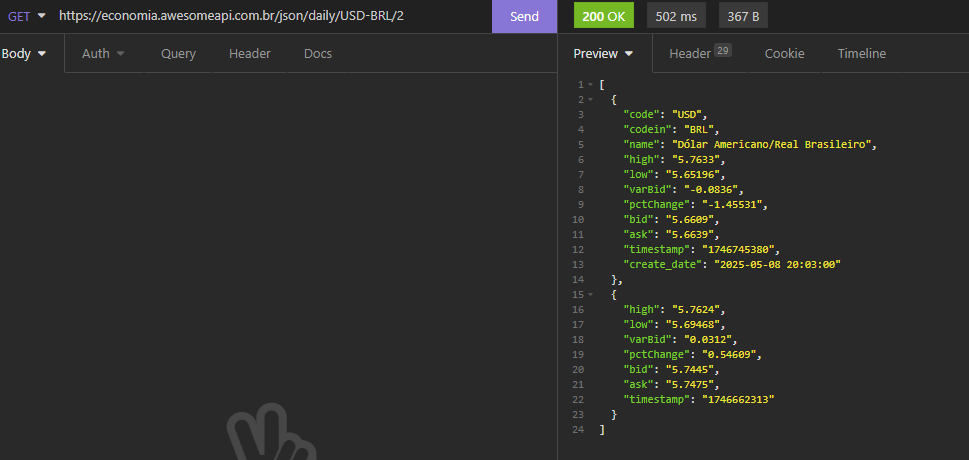 GET https://economia.awesomeapi.com.br/json/daily/USD-BRL/2 Send 200 OK 502 ms 367 B
Body Auth Query Header Docs Preview Header 29 Cookie Timeline
1 [
2 {
3 "code": "USD",
4 "codein": "BRL",
5 "name": "Dólar Americano/Real Brasileiro",
6 "high": "5.7633",
7 "low": "5.65196",
8 "varBid": "-0.0836",
9 "pctChange": "-1.45531",
10 "bid": "5.6609",
11 "ask": "5.6639",
12 "timestamp": "1746745380",
13 "create_date": "2025-05-08 20:03:00"
14 },
15 {
16 "high": "5.7624",
17 "low": "5.69468",
18 "varBid": "0.0312",
19 "pctChange": "0.54609",
20 "bid": "5.7445",
21 "ask": "5.7475",
22 "timestamp": "1746662313"
23 }
24 ]